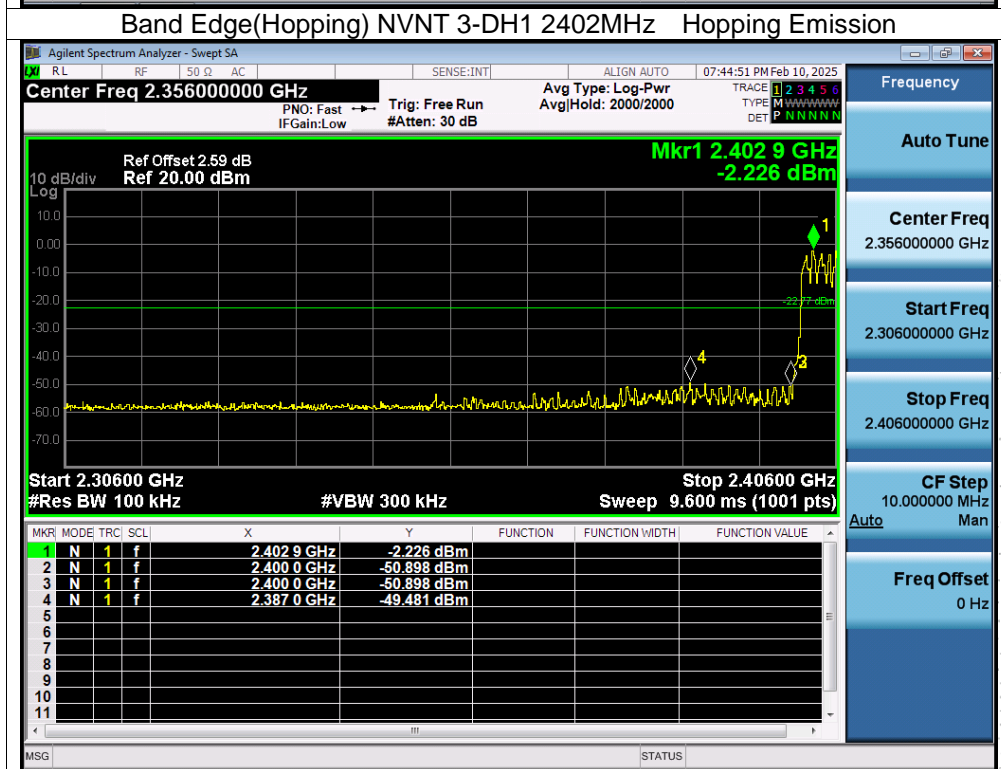 Band Edge(Hopping) NVNT 3-DH1 2402MHz Hopping Emission
Agilent Spectrum Analyzer - Swept SA
LXI RL RF 50 Ω AC SENSE:INT ALIGN AUTO 07:44:51 PM Feb 10, 2025
Center Freq 2.356000000 GHz
PNO: Fast
IFGain:Low
Trig: Free Run
#Atten: 30 dB
Avg Type: Log-Pwr
Avg|Hold: 2000/2000
TRACE 1 2 3 4 5 6
TYPE M WWWWW
DET P N N N N N
Frequency
Auto Tune
Center Freq
2.356000000 GHz
Start Freq
2.306000000 GHz
Stop Freq
2.406000000 GHz
CF Step
10.000000 MHz
Auto Man
Freq Offset
0 Hz
Mkr1 2.402 9 GHz
-2.226 dBm
Ref Offset 2.59 dB
10 dB/div Ref 20.00 dBm
Log
10.0
0.00
-10.0
-20.0
-30.0
-40.0
-50.0
-60.0
-70.0
1
-22.77 dBm
4
3
Start 2.30600 GHz Stop 2.40600 GHz
#Res BW 100 kHz #VBW 300 kHz Sweep 9.600 ms (1001 pts)
MKR MODE TRC SCL X Y FUNCTION FUNCTION WIDTH FUNCTION VALUE
1 N 1 f 2.402 9 GHz -2.226 dBm
2 N 1 f 2.400 0 GHz -50.898 dBm
3 N 1 f 2.400 0 GHz -50.898 dBm
4 N 1 f 2.387 0 GHz -49.481 dBm
5
6
7
8
9
10
11
MSG STATUS